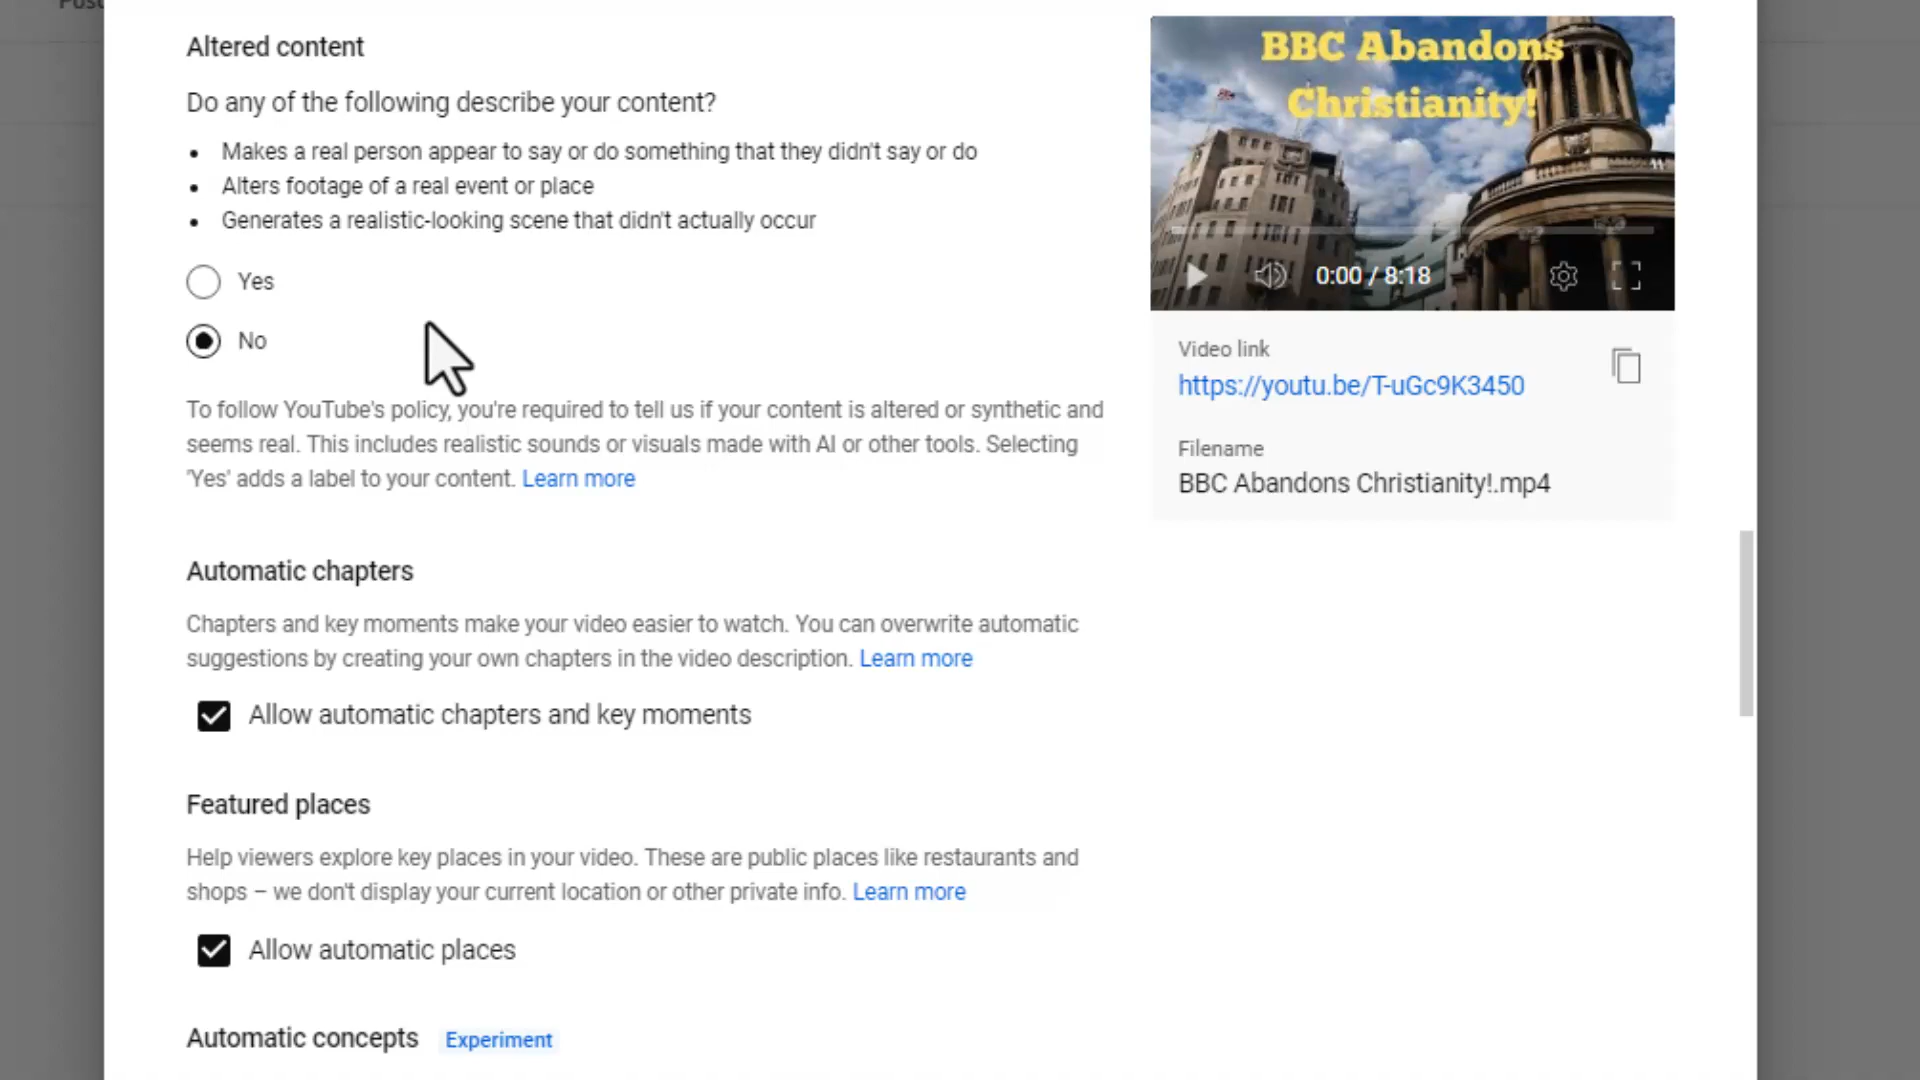 Altered content
Do any of the following describe your content?
• Makes a real person appear to say or do something that they didn't say or do
• Alters footage of a real event or place
• Generates a realistic-looking scene that didn't actually occur
Yes
No
To follow YouTube's policy, you're required to tell us if your content is altered or synthetic and
seems real. This includes realistic sounds or visuals made with AI or other tools. Selecting
'Yes' adds a label to your content. Learn more
Automatic chapters
Chapters and key moments make your video easier to watch. You can overwrite automatic
suggestions by creating your own chapters in the video description. Learn more
Allow automatic chapters and key moments
Featured places
Help viewers explore key places in your video. These are public places like restaurants and
shops – we don't display your current location or other private info. Learn more
Allow automatic places
Automatic concepts Experiment
BBC Abandons
Christianity!
0:00 / 8:18
Video link
https://youtu.be/T-uGc9K3450
Filename
BBC Abandons Christianity!.mp4